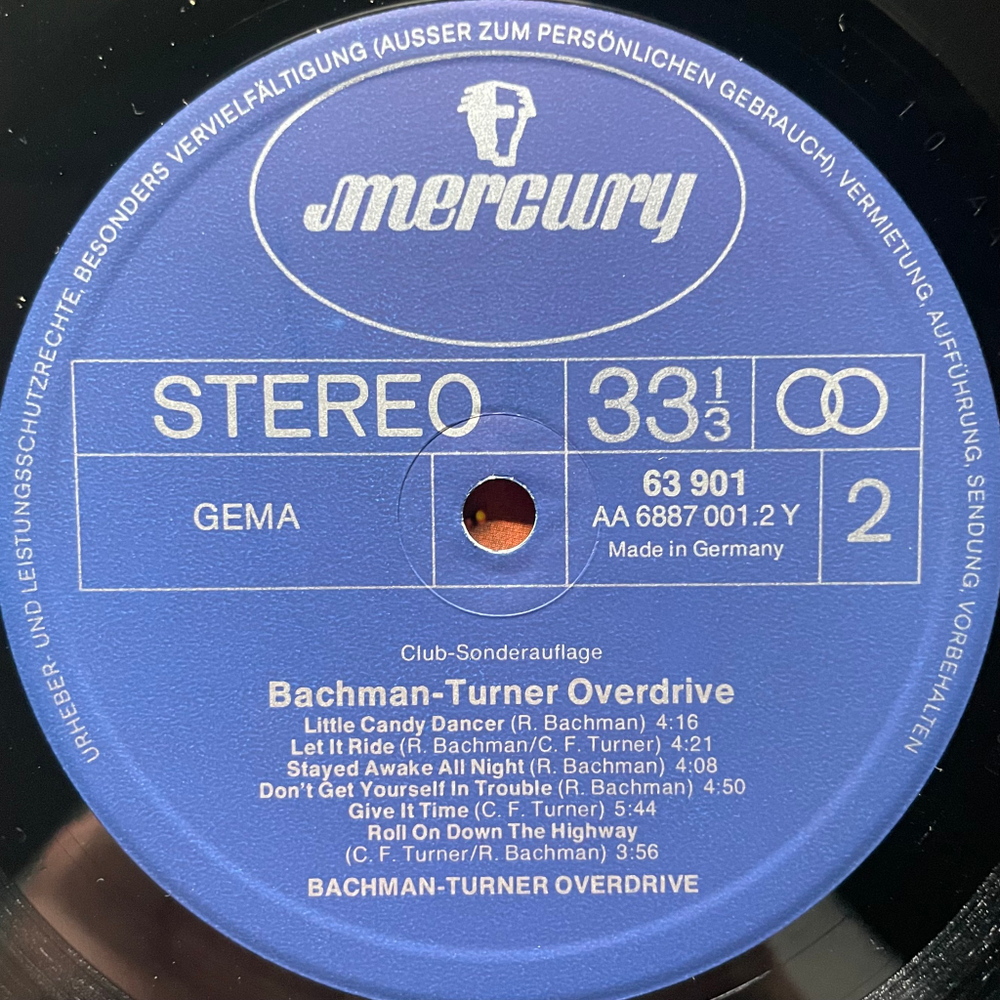 URHEBER- UND LEISTUNGSSCHUTZRECHTE, BESONDERS VERVIELFÄLTIGUNG (AUSSER ZUM PERSÖNLICHEN GEBRAUCH), VERMIETUNG, AUFFÜHRUNG, SENDUNG, VORBEHALTEN
mercury
STEREO 33 1/3
GEMA
63 901
AA 6887 001.2 Y
Made in Germany
2
Club-Sonderauflage
Bachman-Turner Overdrive
Little Candy Dancer (R. Bachman) 4:16
Let It Ride (R. Bachman/C. F. Turner) 4:21
Stayed Awake All Night (R. Bachman) 4:08
Don't Get Yourself In Trouble (R. Bachman) 4:50
Give It Time (C. F. Turner) 5:44
Roll On Down The Highway
(C. F. Turner/R. Bachman) 3:56
BACHMAN-TURNER OVERDRIVE